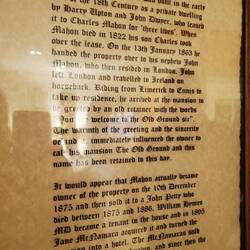 of the 18th Century as a private dwelling
by Harry Upton and John Dwyer, who leased
it to Charles Mahon for 'three lives'. When
Mahon died in 1822 his son Charles took
over the lease. On the 13th January 1863 he
handed the property over to his nephew John
Mahon, who then resided in London. John
left London and travelled to Ireland on
horseback. Riding from Limerick to Ennis to
take up residence, he arrived at the mansion to
be greeted by an old retainer with the words
"You're welcome to the Old Ground sir".
The warmth of the greeting and the sincerity
of immediately influenced the owner to
call his mansion The Old Ground and this
name has been retained to this day.
It would appear that Mahon actually became
owner of the property on the 10th December
1875 and then sold it to a John Petty who
died between 1875 and 1886. William Hynes
MD became a tenant in the house and in 1895
Jane McNamara acquired it and turned the
into a hotel. The McNamaras sold
and since then the